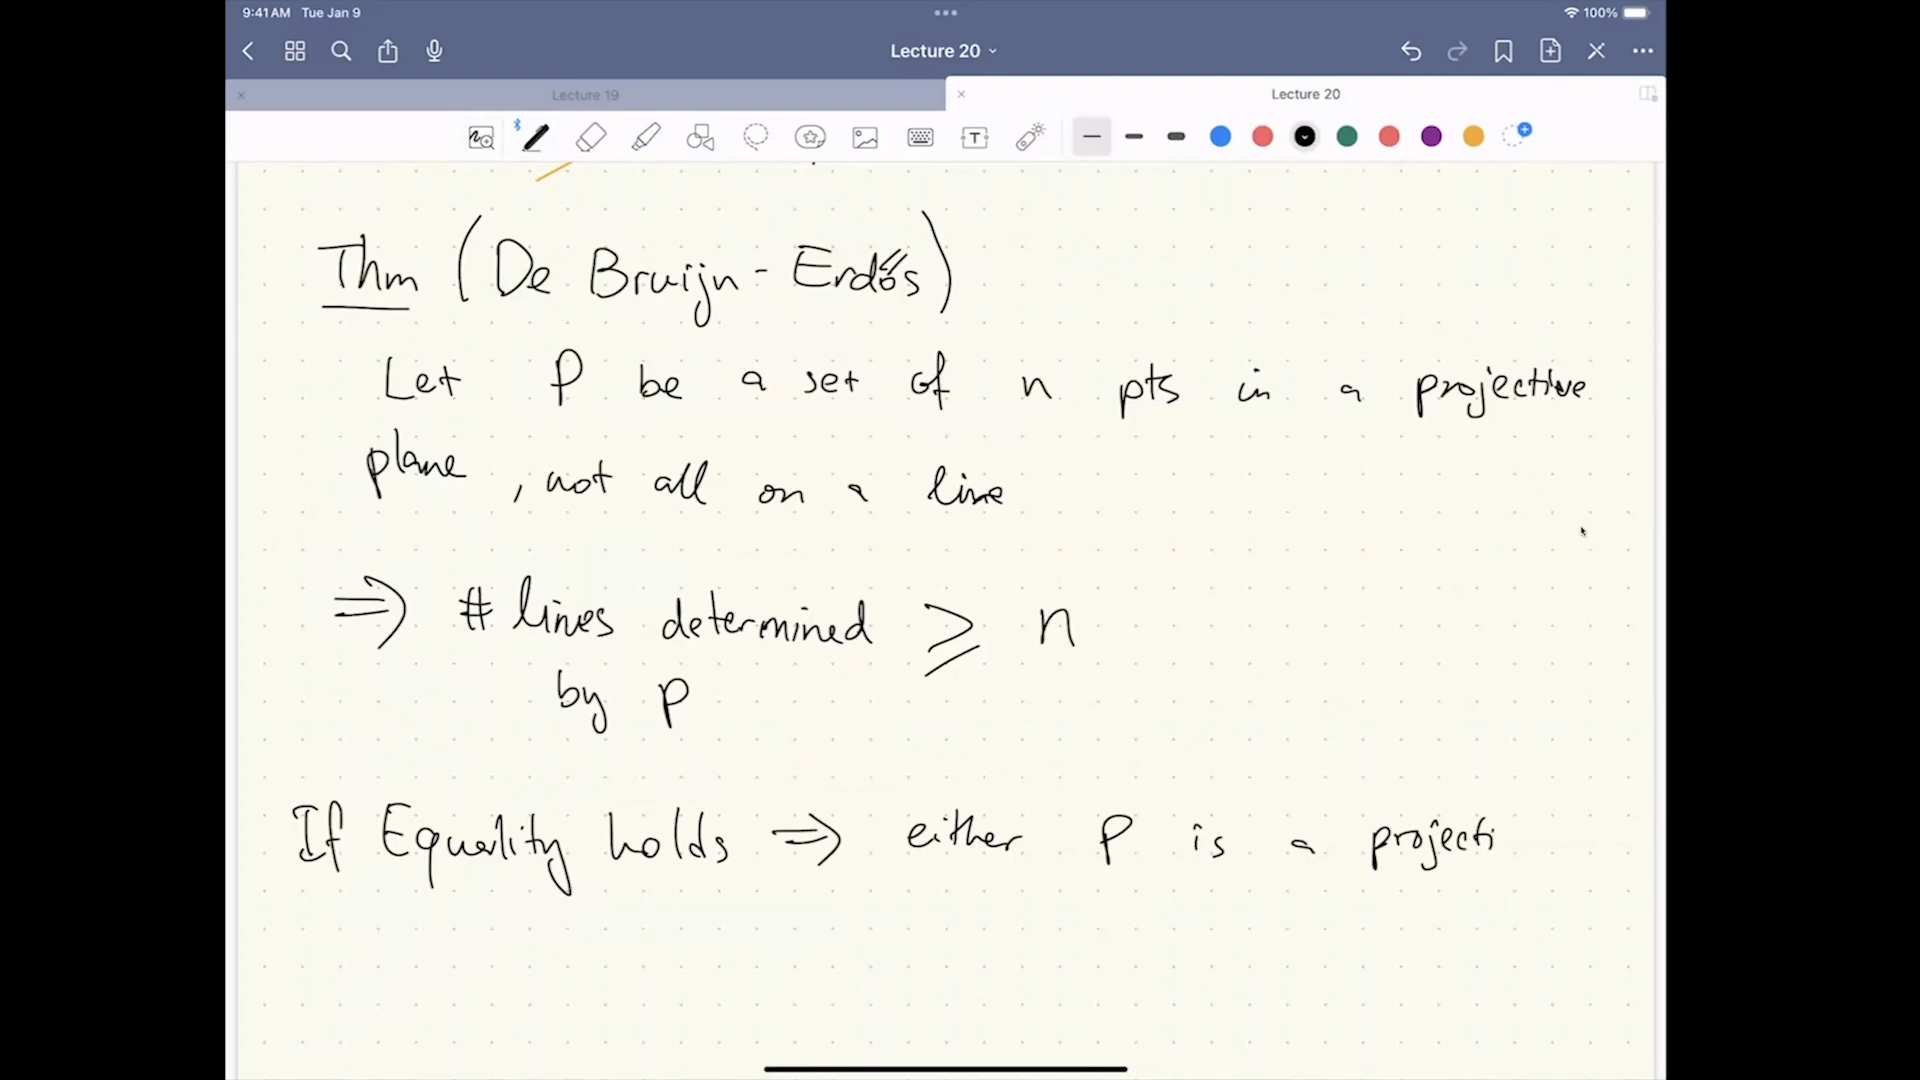 9:41 AM Tue Jan 9
100%
Lecture 20
Lecture 19
Lecture 20
T
Thm (De Bruijn - Erdős)
Let P be a set of n pts in a projective
plane, not all on a line
⇒ # lines determined ≥ n
by P
If Equality holds ⇒ either P is a projecti